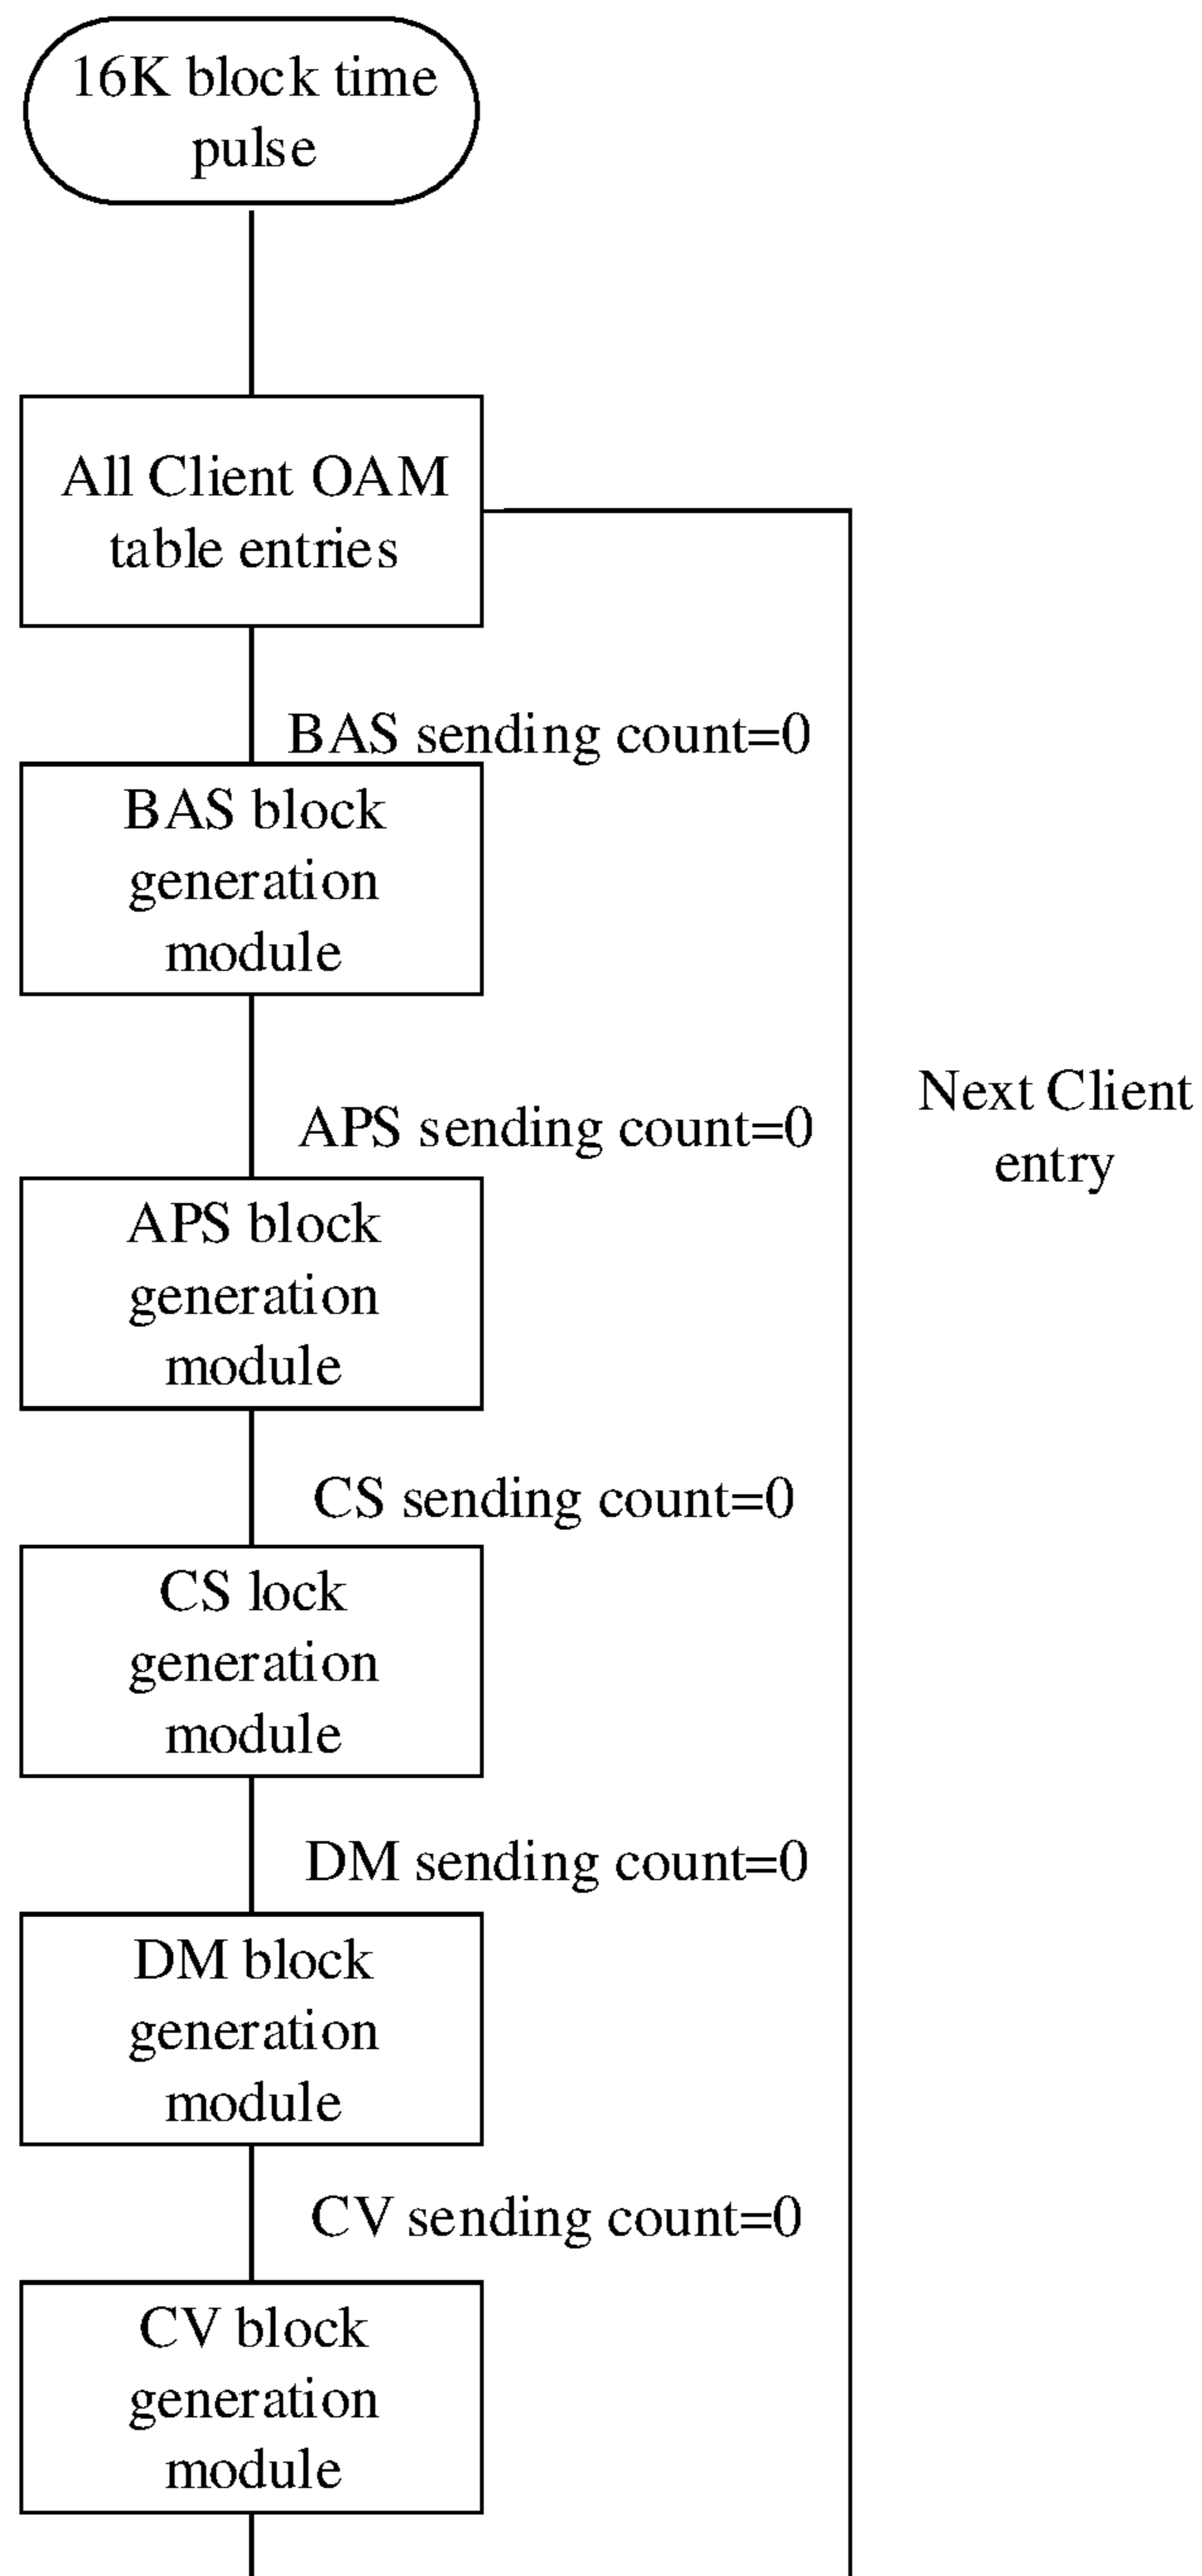 16K block time
pulse
All Client OAM
table entries
BAS sending count=0
BAS block
generation
module
APS sending count=0
Next Client
entry
APS block
generation
module
CS sending count=0
CS lock
generation
module
DM sending count=0
DM block
generation
module
CV sending count=0
CV block
generation
module